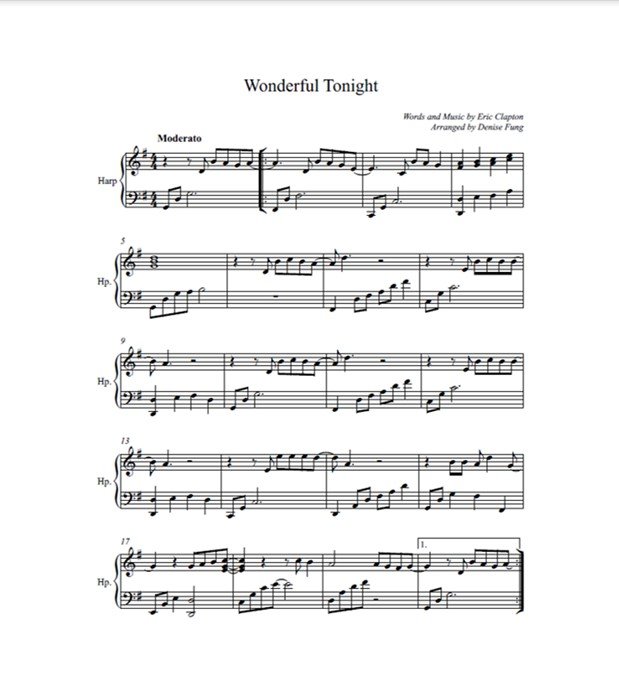 Wonderful Tonight
Words and Music by Eric Clapton
Arranged by Denise Fung
Moderato
Harp
5
Hp.
9
Hp.
13
Hp.
17
1.
Hp.